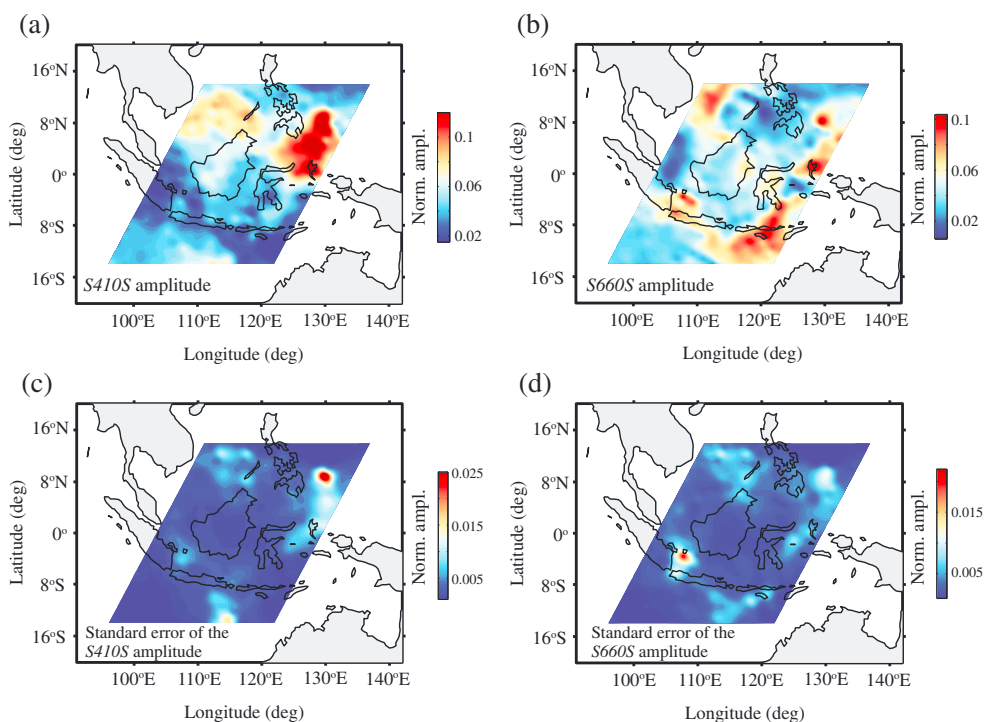 (a)
16°N
8°N
0°
8°S
16°S
Latitude (deg)
S410S amplitude
100°E 110°E 120°E 130°E 140°E
Longitude (deg)
0.1
0.06
0.02
Norm. ampl.
(b)
16°N
8°N
0°
8°S
16°S
Latitude (deg)
S660S amplitude
100°E 110°E 120°E 130°E 140°E
Longitude (deg)
0.1
0.06
0.02
Norm. ampl.
(c)
16°N
8°N
0°
8°S
16°S
Latitude (deg)
Standard error of the
S410S amplitude
100°E 110°E 120°E 130°E 140°E
Longitude (deg)
0.025
0.015
0.005
Norm. ampl.
(d)
16°N
8°N
0°
8°S
16°S
Latitude (deg)
Standard error of the
S660S amplitude
100°E 110°E 120°E 130°E 140°E
Longitude (deg)
0.015
0.005
Norm. ampl.